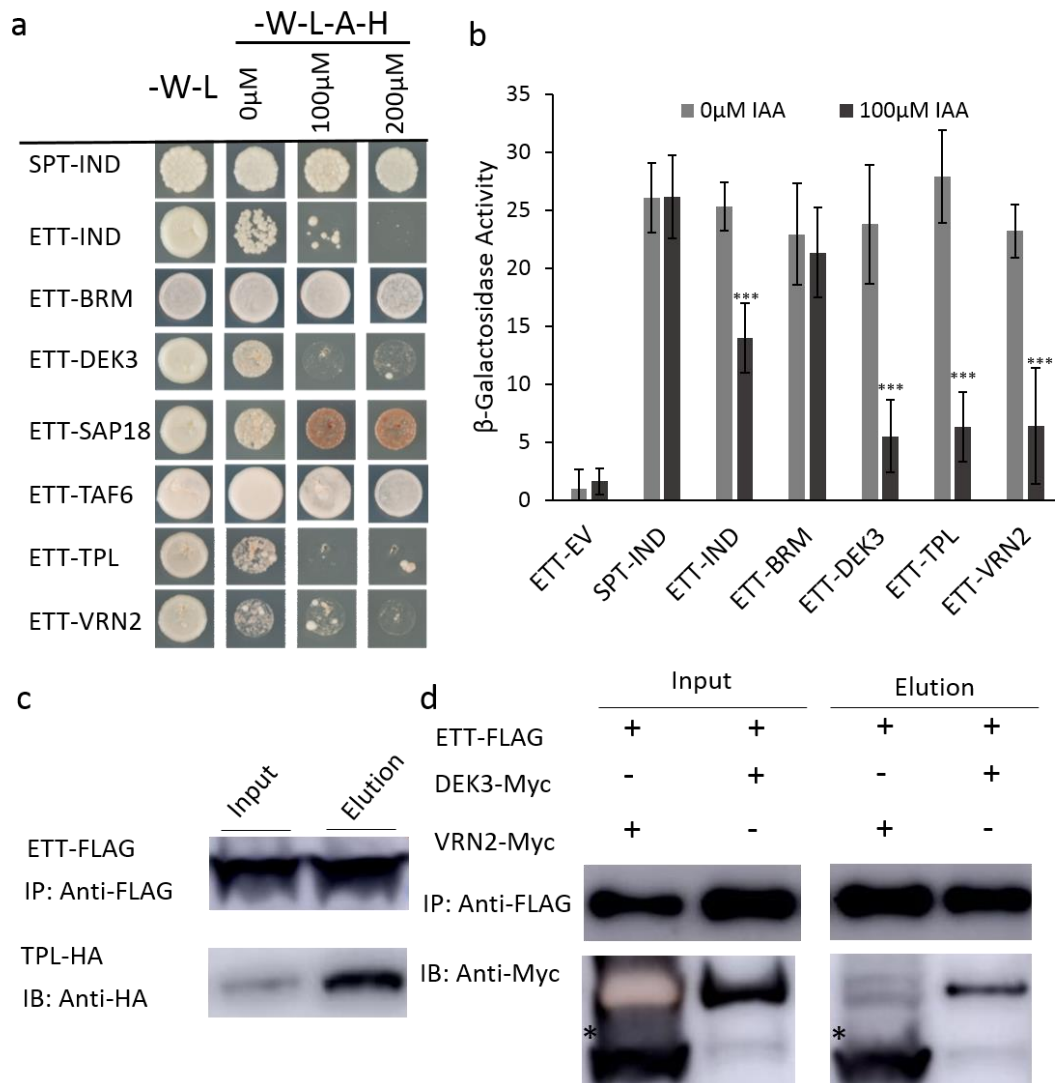 a
-W-L-A-H
-W-L
0µM
100µM
200µM
SPT-IND
ETT-IND
ETT-BRM
ETT-DEK3
ETT-SAP18
ETT-TAF6
ETT-TPL
ETT-VRN2
b
35
30
25
20
15
10
5
0
β-Galactosidase Activity
0µM IAA
100µM IAA
***
***
***
***
ETT-EV
SPT-IND
ETT-IND
ETT-BRM
ETT-DEK3
ETT-TPL
ETT-VRN2
c
Input
Elution
ETT-FLAG
IP: Anti-FLAG
TPL-HA
IB: Anti-HA
d
Input
Elution
ETT-FLAG + + + +
DEK3-Myc - + - +
VRN2-Myc + - + -
IP: Anti-FLAG
IB: Anti-Myc
*
*